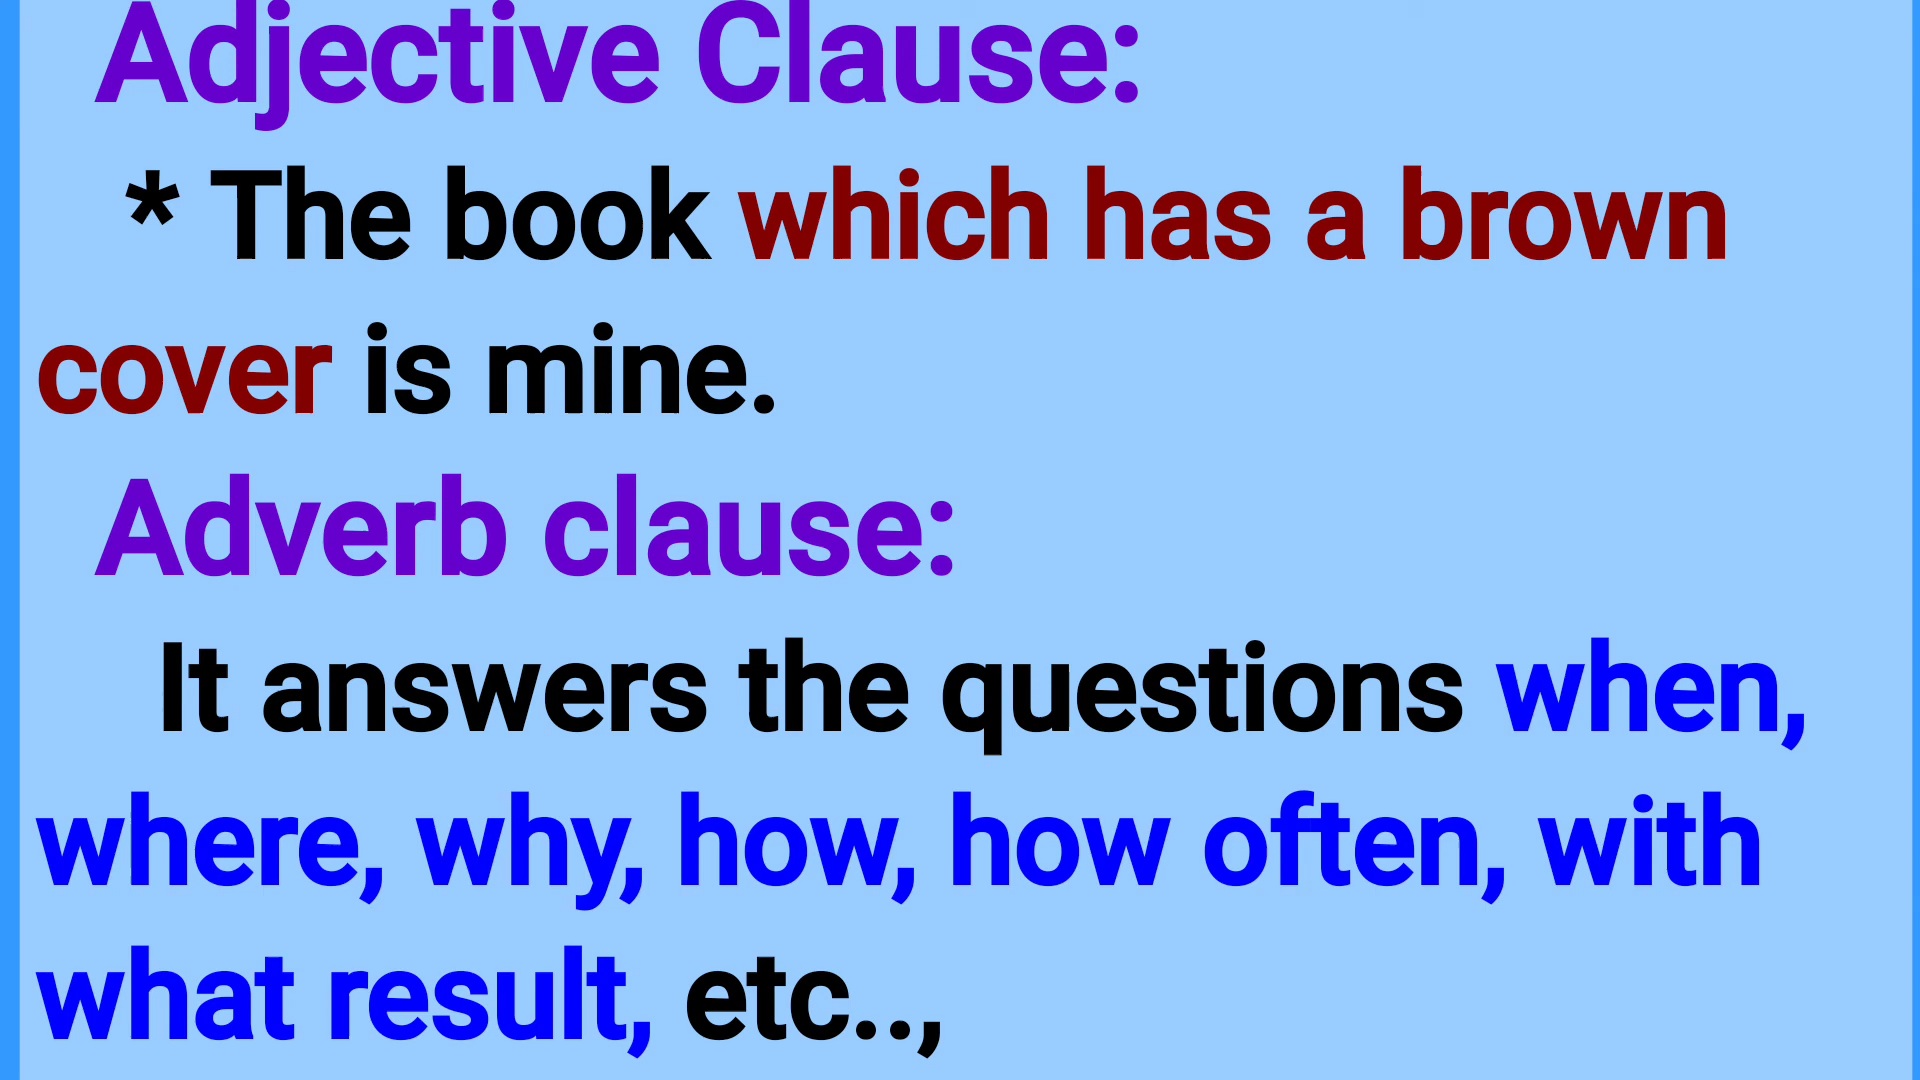 Adjective Clause:
* The book which has a brown
cover is mine.
Adverb clause:
It answers the questions when,
where, why, how, how often, with
what result, etc..,